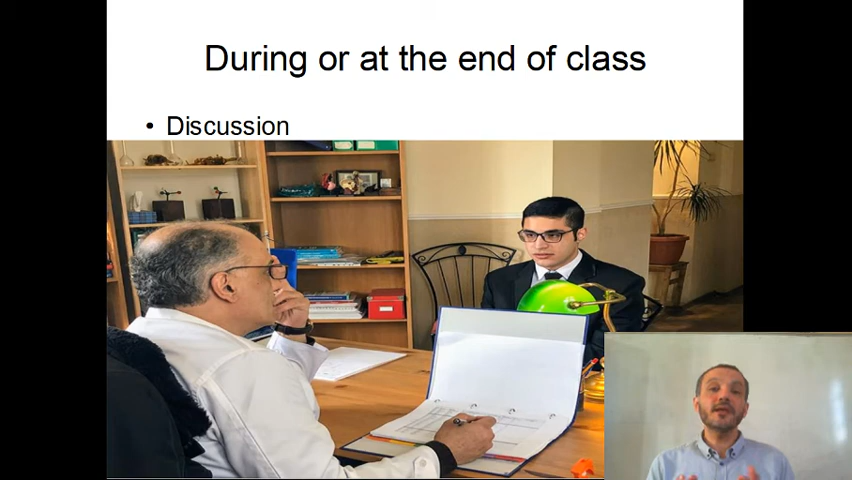 During or at the end of class
• Discussion